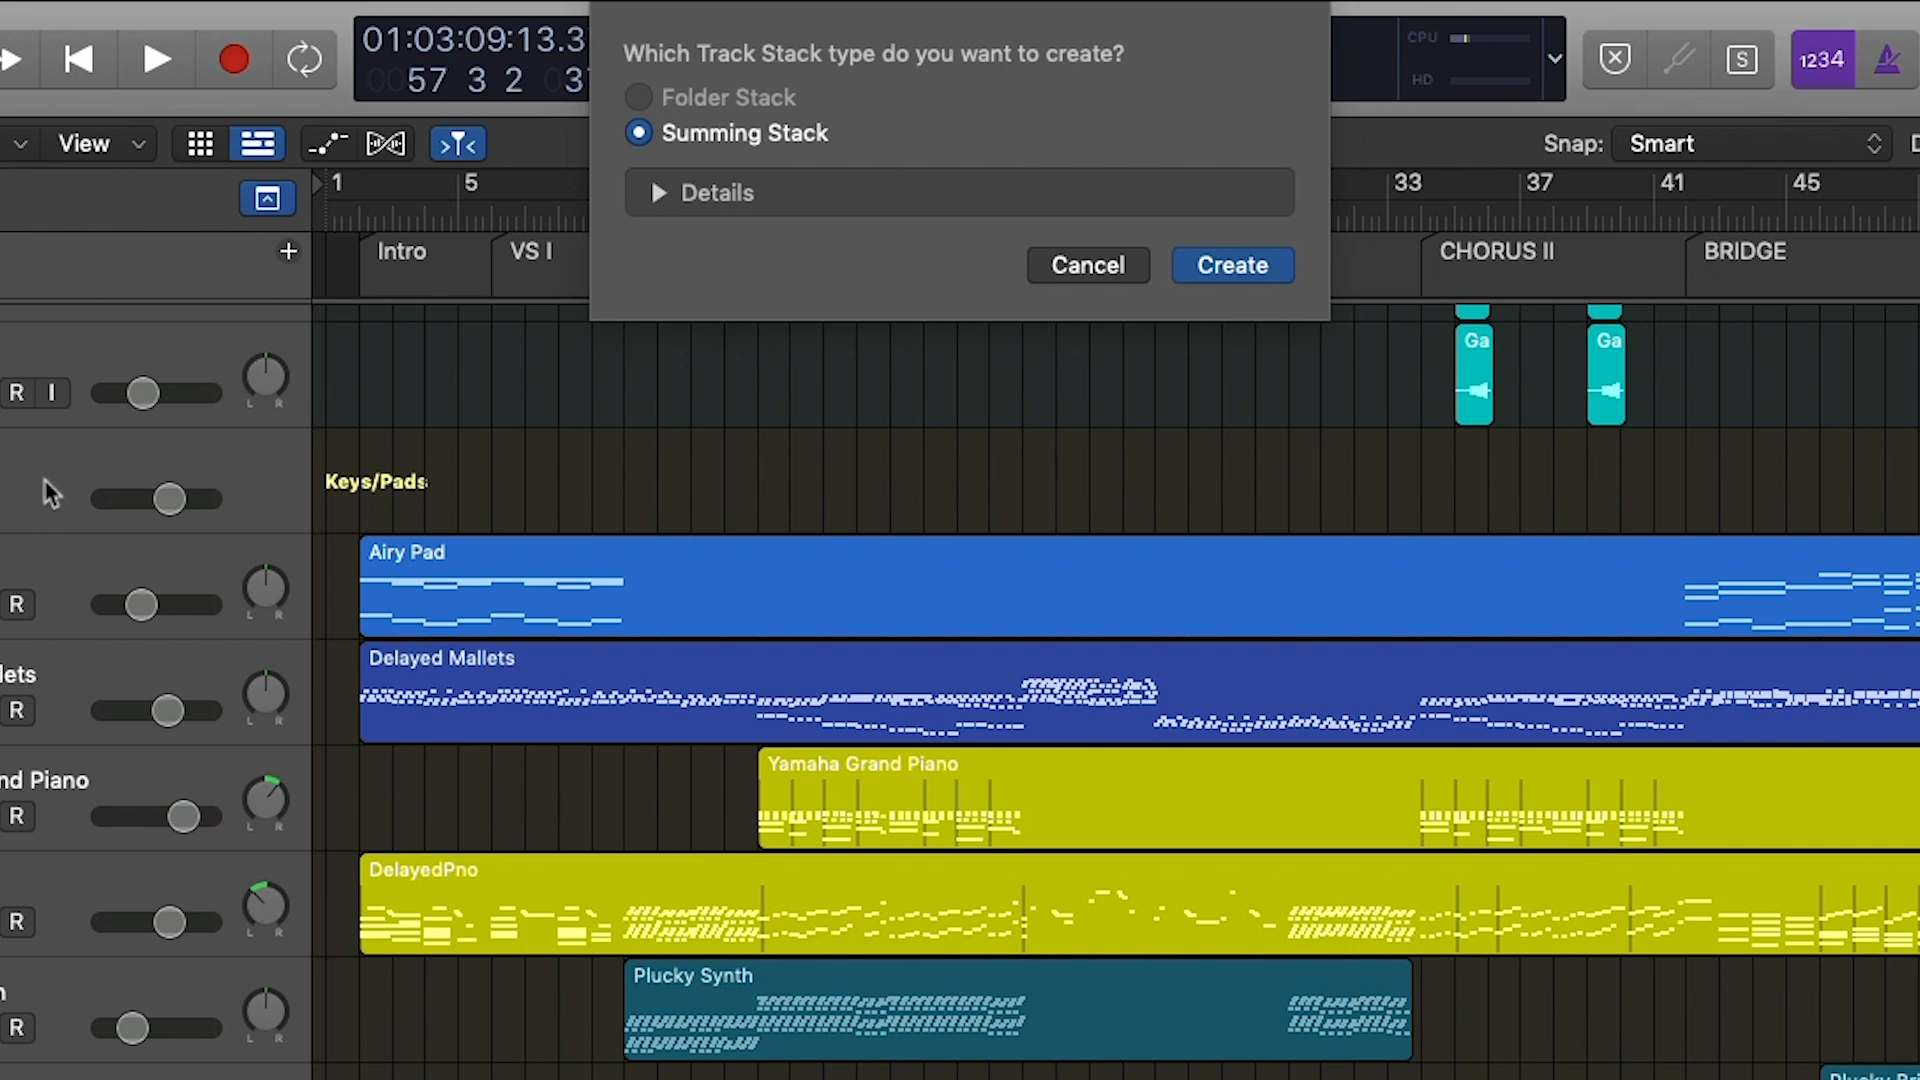 Which Track Stack type do you want to create?
Folder Stack
Summing Stack
Details
Cancel
Create
01:03:09:13.3
0057 3 2 03
CPU
HD
S
1234
View
Snap: Smart
1 5 33 37 41 45
Intro
VS I
CHORUS II
BRIDGE
Ga
Ga
R I
L R
Keys/Pads
Airy Pad
R
L R
Delayed Mallets
lets
R
L R
Yamaha Grand Piano
nd Piano
R
L R
DelayedPno
R
L R
Plucky Synth
R
L R